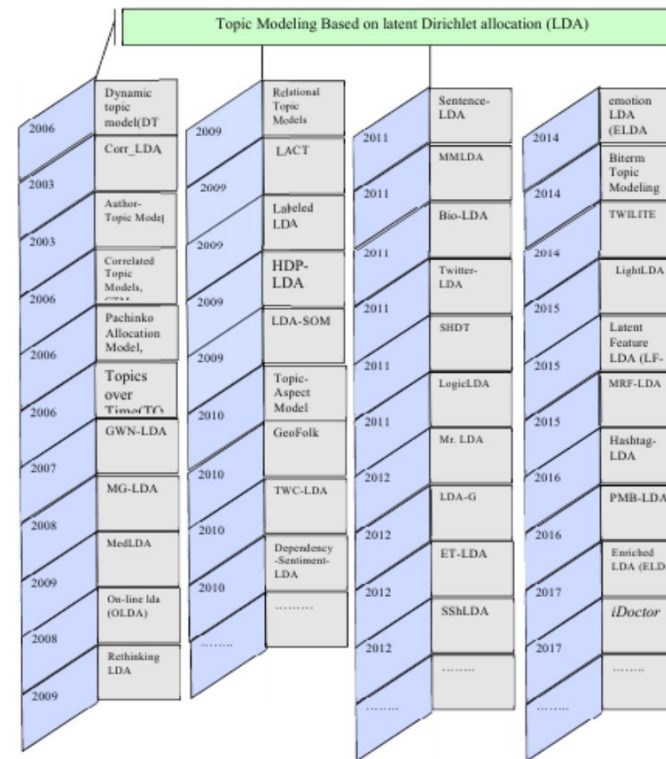 Topic Modeling Based on latent Dirichlet allocation (LDA)
2006
Dynamic
topic
model(DT
2003
Corr_LDA
2003
Author-
Topic Model
2006
Correlated
Topic
Models,
CTM
2006
Pachinko
Allocation
Model,
2006
Topics
over
Time(TO
2007
GWN-LDA
2008
MG-LDA
2009
MedLDA
2008
On-line lda
(OLDA)
2009
Rethinking
LDA
2009
Relational
Topic
Models
2009
LACT
2009
Labeled
LDA
2009
HDP-
LDA
2009
LDA-SOM
2010
Topic-
Aspect
Model
2010
GeoFolk
2010
TWC-LDA
2010
Dependency
-Sentiment-
LDA
........
.........
2011
Sentence-
LDA
2011
MMLDA
2011
Bio-LDA
2011
Twitter-
LDA
2011
SHDT
2011
LogicLDA
2012
Mr. LDA
2012
LDA-G
2012
ET-LDA
2012
SShLDA
........
........
2014
emotion
LDA
(ELDA
2014
Biterm
Topic
Modeling
2014
TWILITE
2015
LightLDA
2015
Latent
Feature
LDA (LF-
2015
MRF-LDA
2016
Hashtag-
LDA
2016
PMB-LDA
2017
Enriched
LDA (ELD
2017
iDoctor
........
........